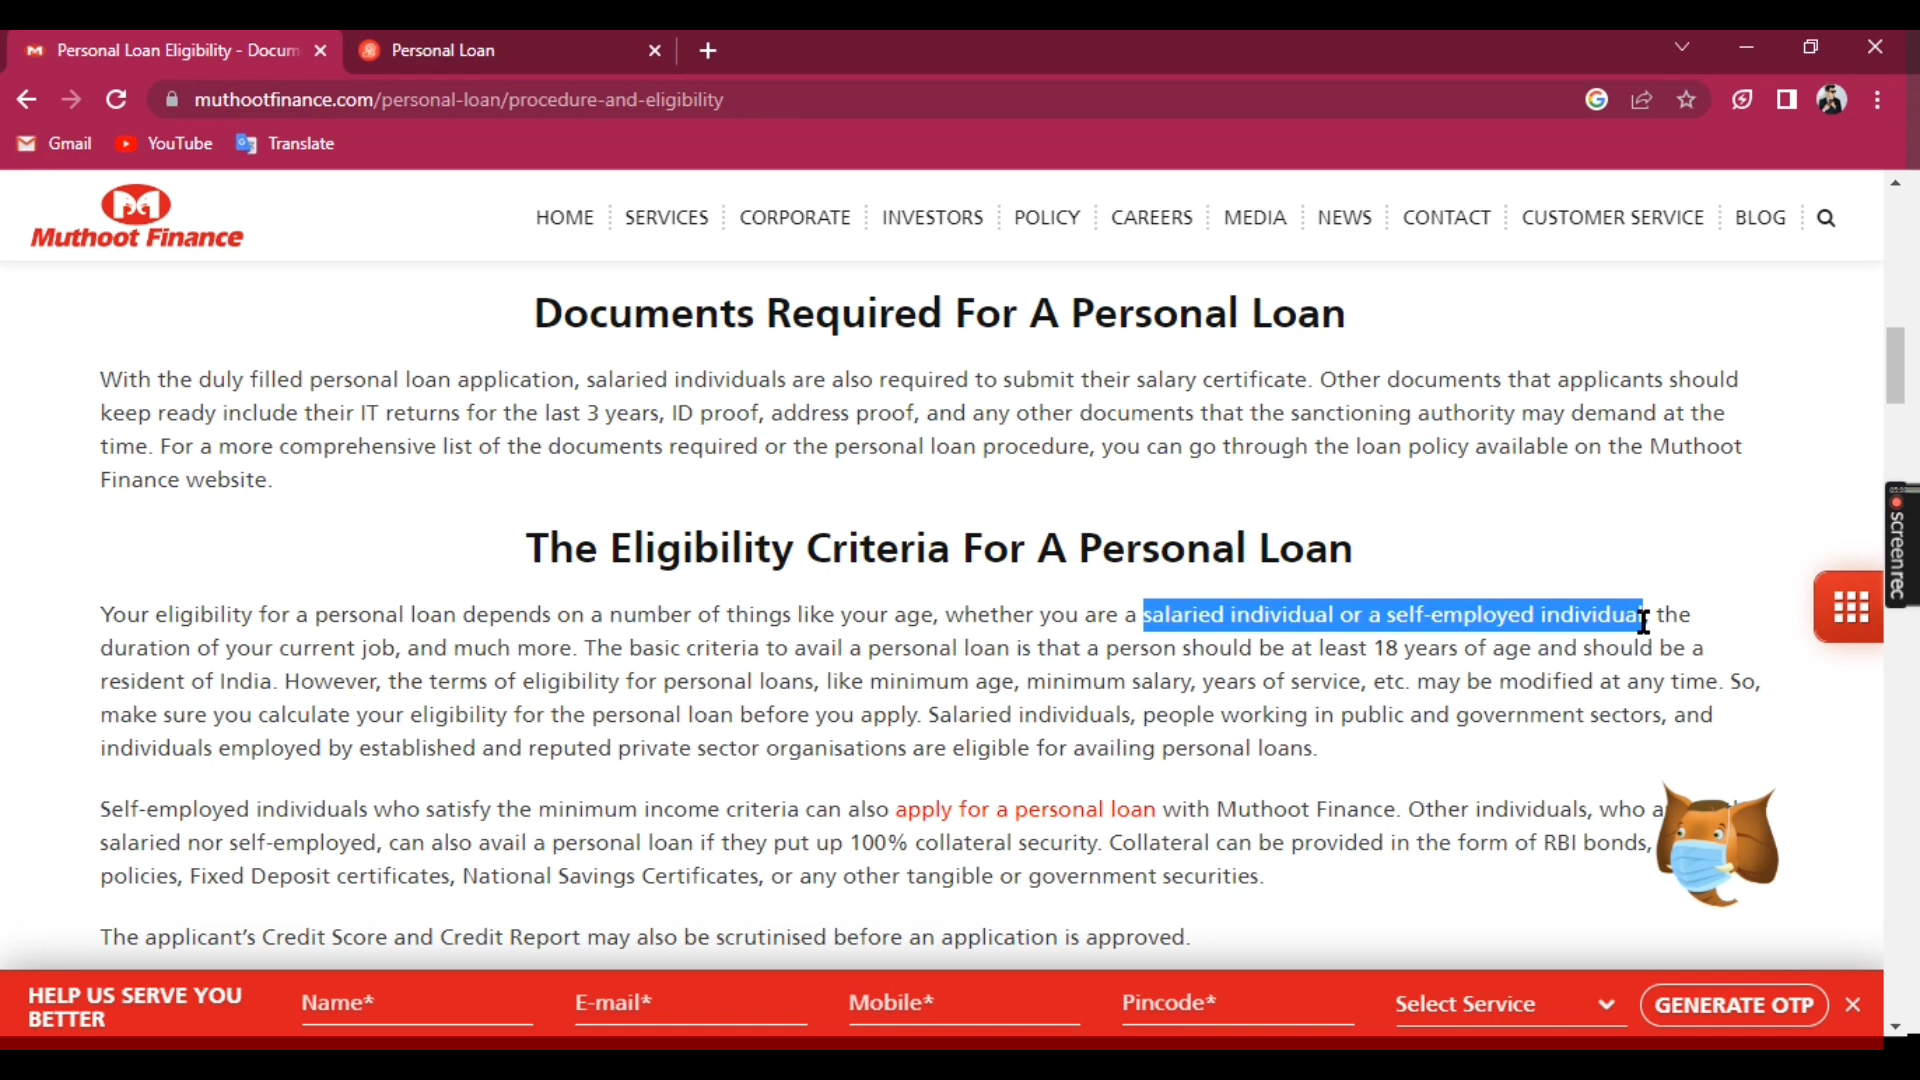 Personal Loan Eligibility - Docum
Personal Loan
muthootfinance.com/personal-loan/procedure-and-eligibility
Gmail YouTube Translate
Muthoot Finance
HOME SERVICES CORPORATE INVESTORS POLICY CAREERS MEDIA NEWS CONTACT CUSTOMER SERVICE BLOG
Documents Required For A Personal Loan
With the duly filled personal loan application, salaried individuals are also required to submit their salary certificate. Other documents that applicants should
keep ready include their IT returns for the last 3 years, ID proof, address proof, and any other documents that the sanctioning authority may demand at the
time. For a more comprehensive list of the documents required or the personal loan procedure, you can go through the loan policy available on the Muthoot
Finance website.
screenrec
The Eligibility Criteria For A Personal Loan
Your eligibility for a personal loan depends on a number of things like your age, whether you are a salaried individual or a self-employed individual, the
duration of your current job, and much more. The basic criteria to avail a personal loan is that a person should be at least 18 years of age and should be a
resident of India. However, the terms of eligibility for personal loans, like minimum age, minimum salary, years of service, etc. may be modified at any time. So,
make sure you calculate your eligibility for the personal loan before you apply. Salaried individuals, people working in public and government sectors, and
individuals employed by established and reputed private sector organisations are eligible for availing personal loans.
Self-employed individuals who satisfy the minimum income criteria can also apply for a personal loan with Muthoot Finance. Other individuals, who
salaried nor self-employed, can also avail a personal loan if they put up 100% collateral security. Collateral can be provided in the form of RBI bonds,
policies, Fixed Deposit certificates, National Savings Certificates, or any other tangible or government securities.
The applicant's Credit Score and Credit Report may also be scrutinised before an application is approved.
HELP US SERVE YOU
BETTER
Name* E-mail* Mobile* Pincode* Select Service GENERATE OTP